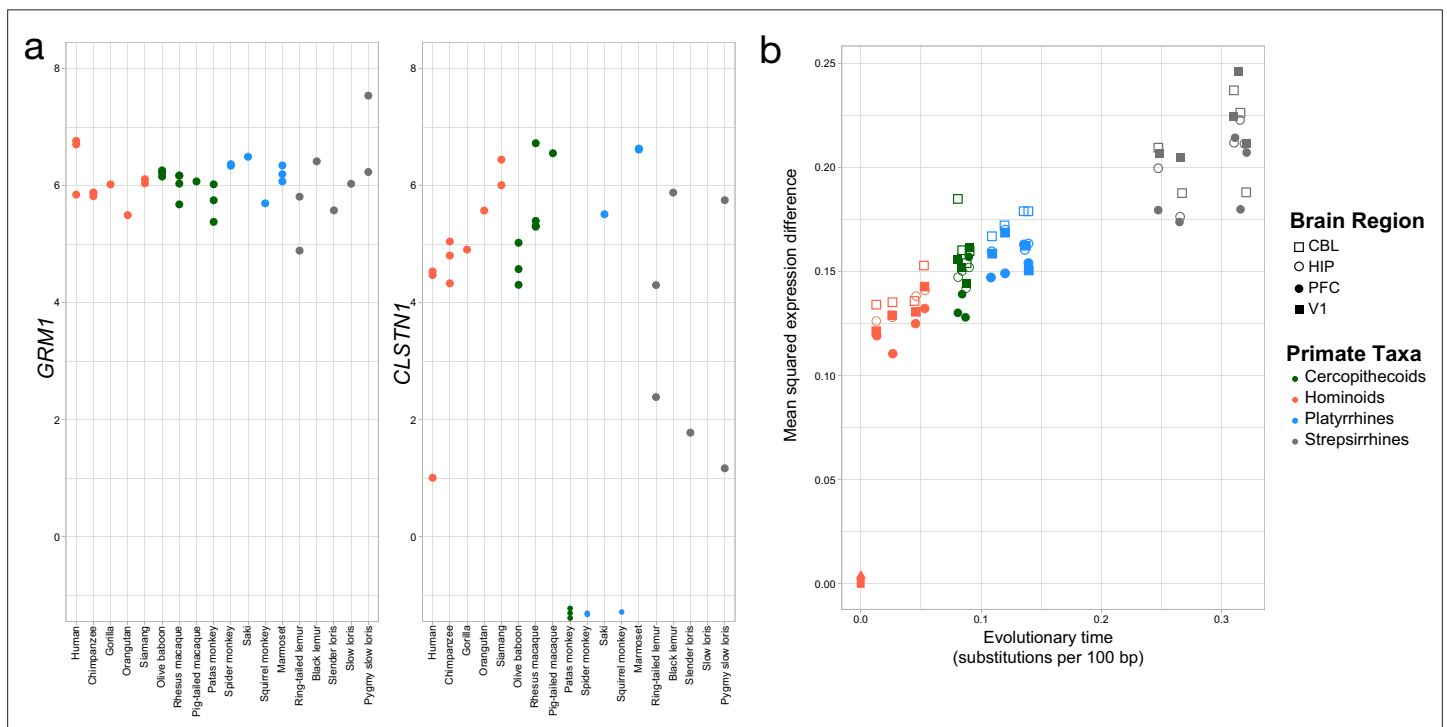 a
GRM1
8
6
4
2
0
Human
Chimpanzee
Gorilla
Orangutan
Siamang
Olive baboon
Rhesus macaque
Pig-tailed macaque
Patas monkey
Spider monkey
Saki
Squirrel monkey
Marmoset
Ring-tailed lemur
Black lemur
Slender loris
Slow loris
Pygmy slow loris
CLSTN1
8
6
4
2
0
Human
Chimpanzee
Gorilla
Orangutan
Siamang
Olive baboon
Rhesus macaque
Pig-tailed macaque
Patas monkey
Spider monkey
Saki
Squirrel monkey
Marmoset
Ring-tailed lemur
Black lemur
Slender loris
Slow loris
Pygmy slow loris
b
Mean squared expression difference
0.25
0.20
0.15
0.10
0.05
0.00
0.0
0.1
0.2
0.3
Evolutionary time
(substitutions per 100 bp)
Brain Region
CBL
HIP
PFC
V1
Primate Taxa
Cercopithecoids
Hominoids
Platyrrhines
Strepsirrhines